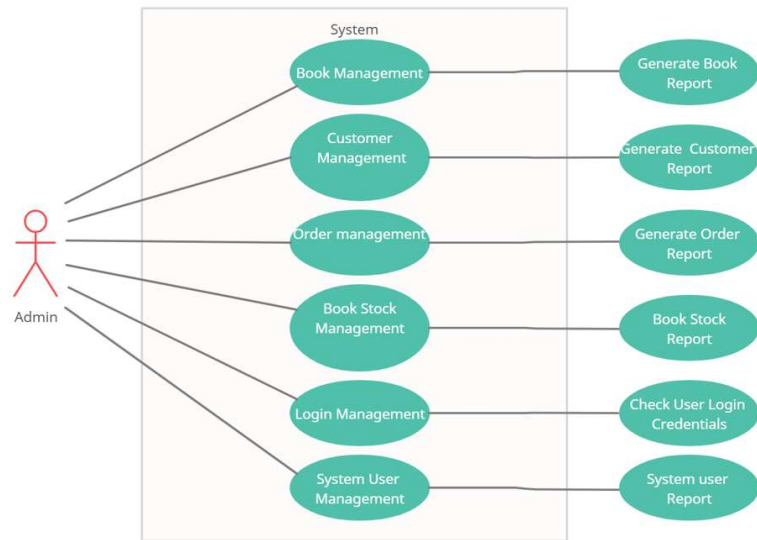 System
Book Management
Generate Book
Report
Customer
Management
Generate Customer
Report
Order management
Generate Order
Report
Admin
Book Stock
Management
Book Stock
Report
Login Management
Check User Login
Credentials
System User
Management
System user
Report